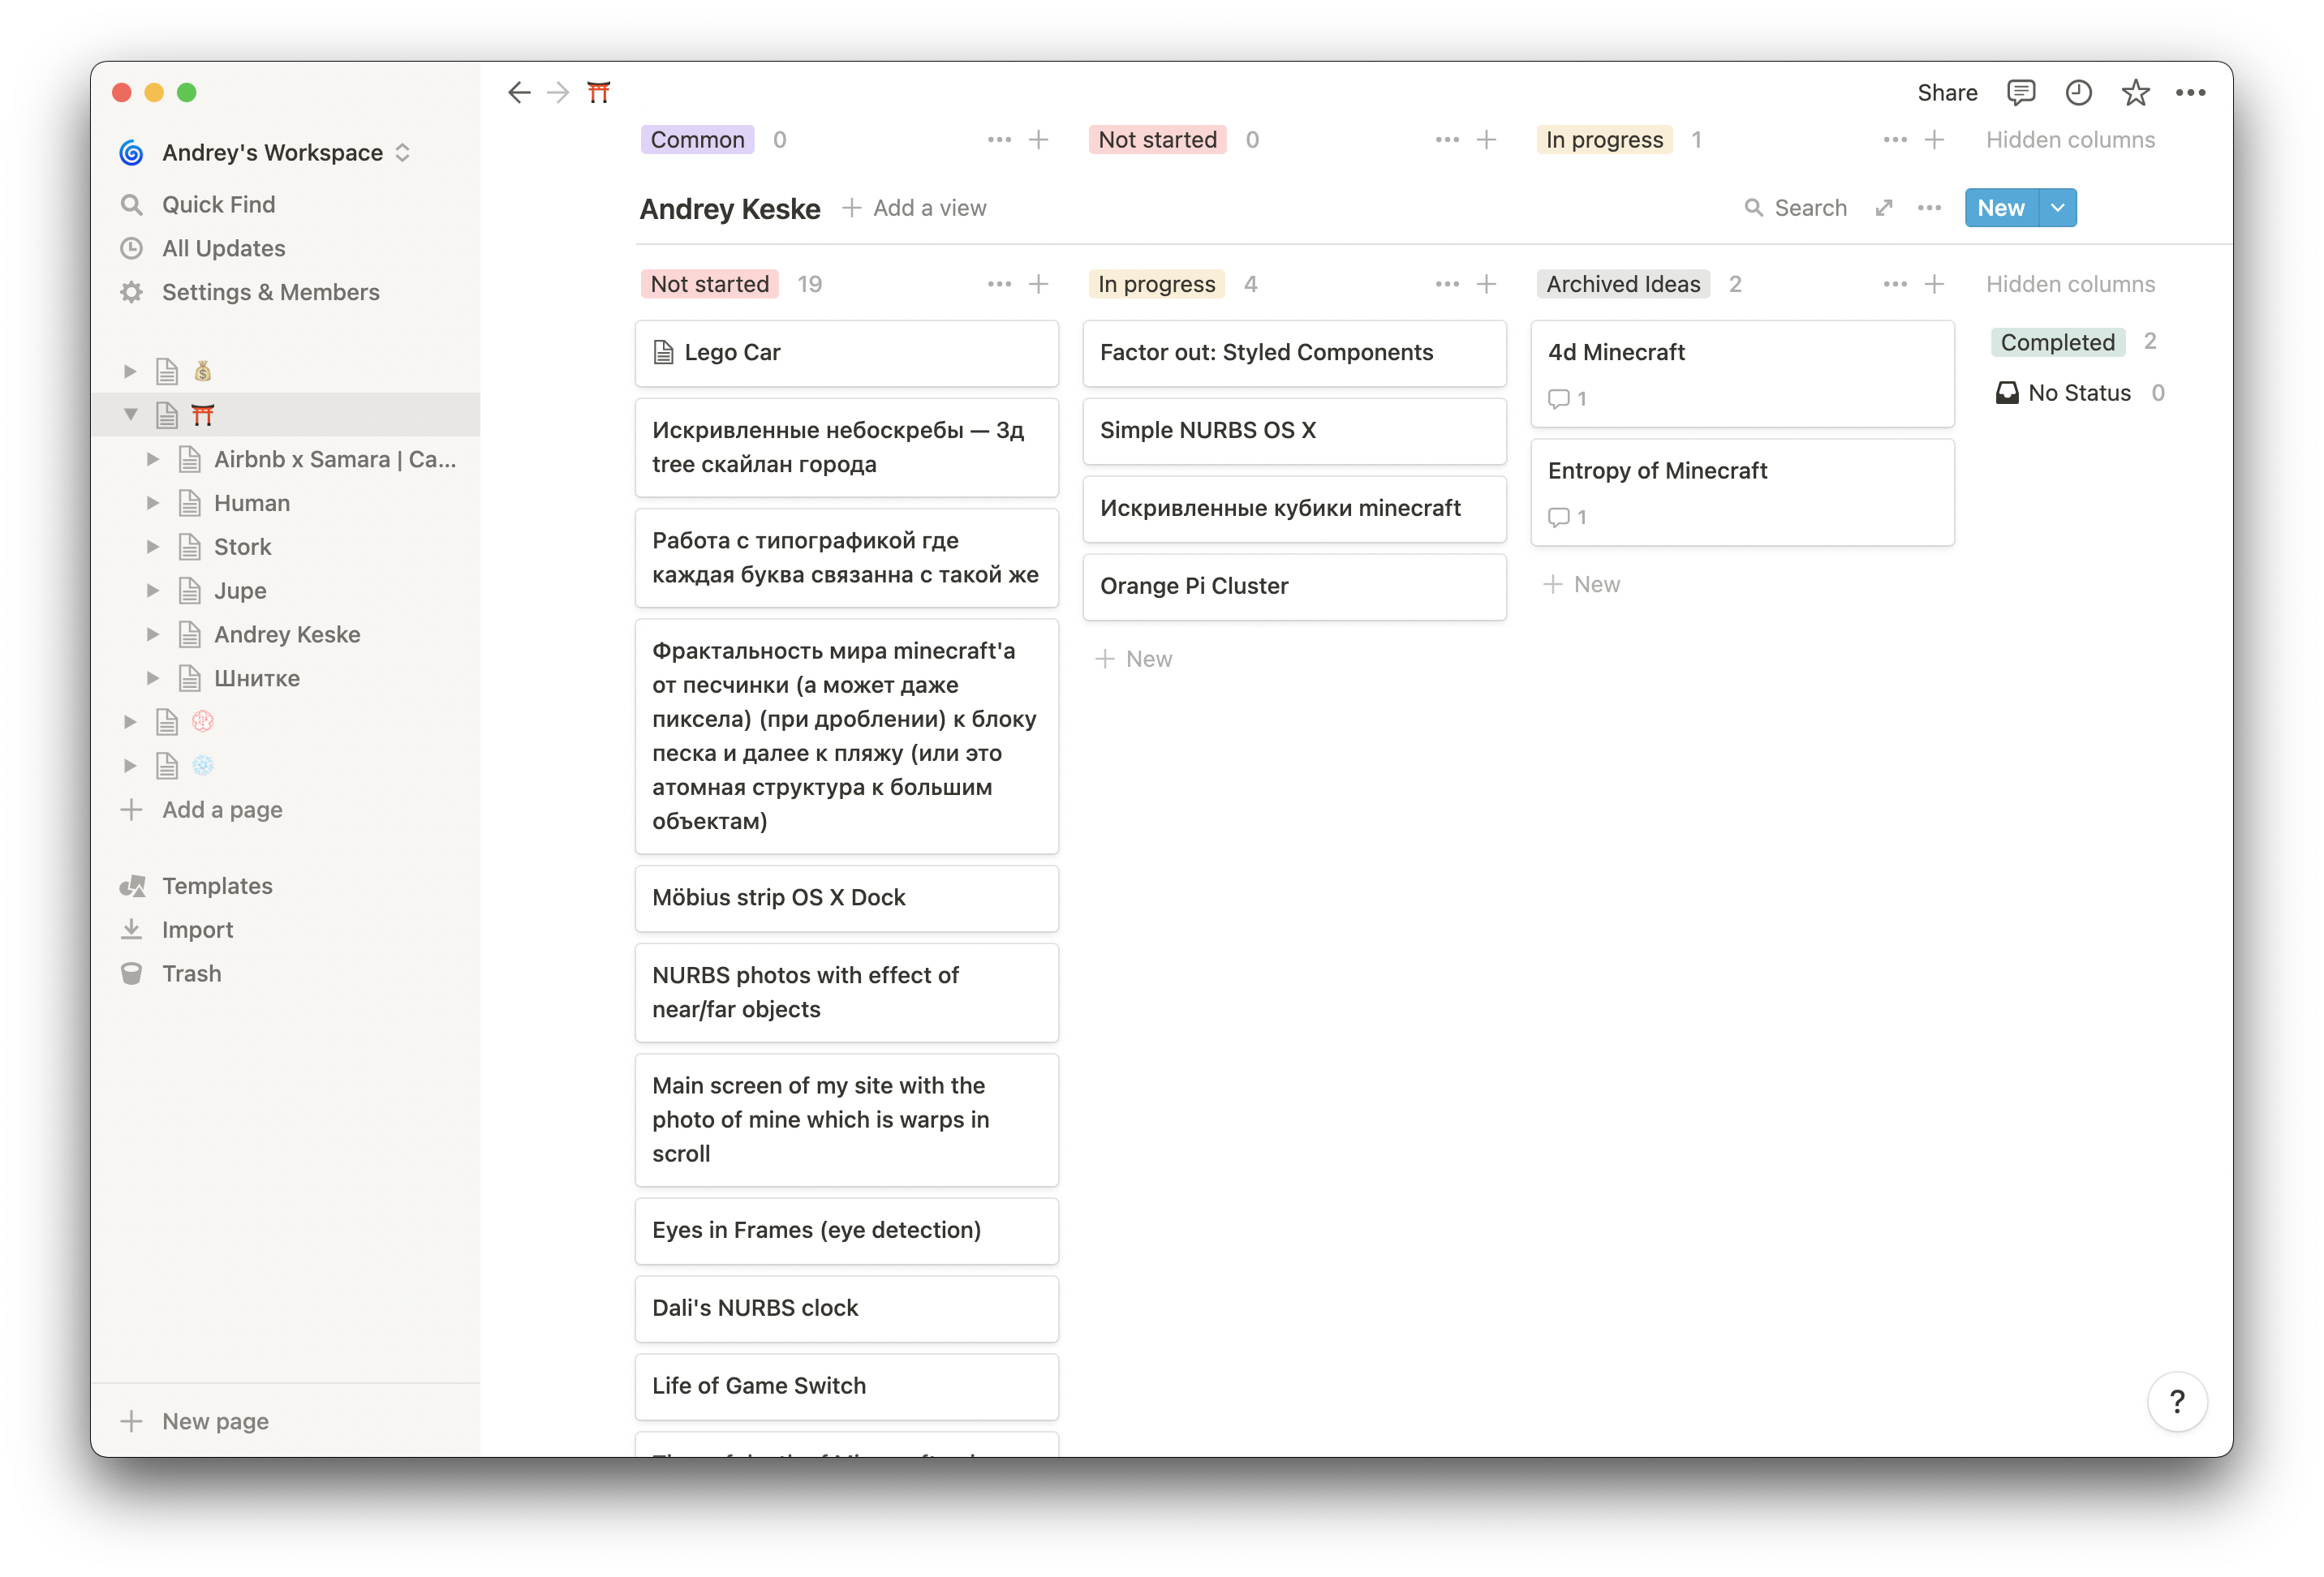 Andrey's Workspace
Quick Find
All Updates
Settings & Members
Airbnb x Samara | Ca...
Human
Stork
Jupe
Andrey Keske
Шнитке
Add a page
Templates
Import
Trash
New page
Share
Common 0
Not started 0
In progress 1
Hidden columns
Andrey Keske
Add a view
Search
New
Not started 19
Lego Car
Искривленные небоскребы — 3д
tree скайлан города
Работа с типографикой где
каждая буква связанна с такой же
Фрактальность мира minecraft'а
от песчинки (а может даже
пиксела) (при дроблении) к блоку
песка и далее к пляжу (или это
атомная структура к большим
объектам)
Möbius strip OS X Dock
NURBS photos with effect of
near/far objects
Main screen of my site with the
photo of mine which is warps in
scroll
Eyes in Frames (eye detection)
Dali's NURBS clock
Life of Game Switch
In progress 4
Factor out: Styled Components
Simple NURBS OS X
Искривленные кубики minecraft
Orange Pi Cluster
New
Archived Ideas 2
4d Minecraft
1
Entropy of Minecraft
1
New
Hidden columns
Completed 2
No Status 0
?